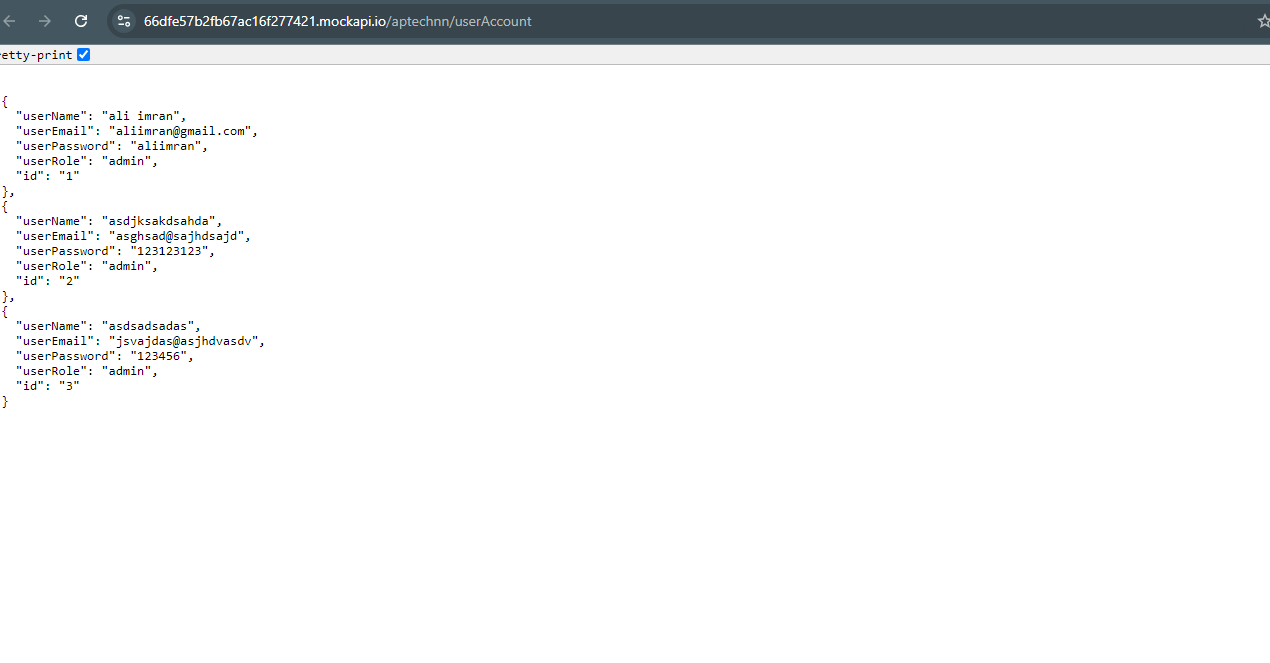 66dfe57b2fb67ac16f277421.mockapi.io/aptechnn/userAccount
etty-print
{
"userName": "ali imran",
"userEmail": "aliimran@gmail.com",
"userPassword": "aliimran",
"userRole": "admin",
"id": "1"
},
{
"userName": "asdjksakdsahda",
"userEmail": "asghsad@sajhdsajd",
"userPassword": "123123123",
"userRole": "admin",
"id": "2"
},
{
"userName": "asdsadsadas",
"userEmail": "jsvajdas@asjhdvasdv",
"userPassword": "123456",
"userRole": "admin",
"id": "3"
}